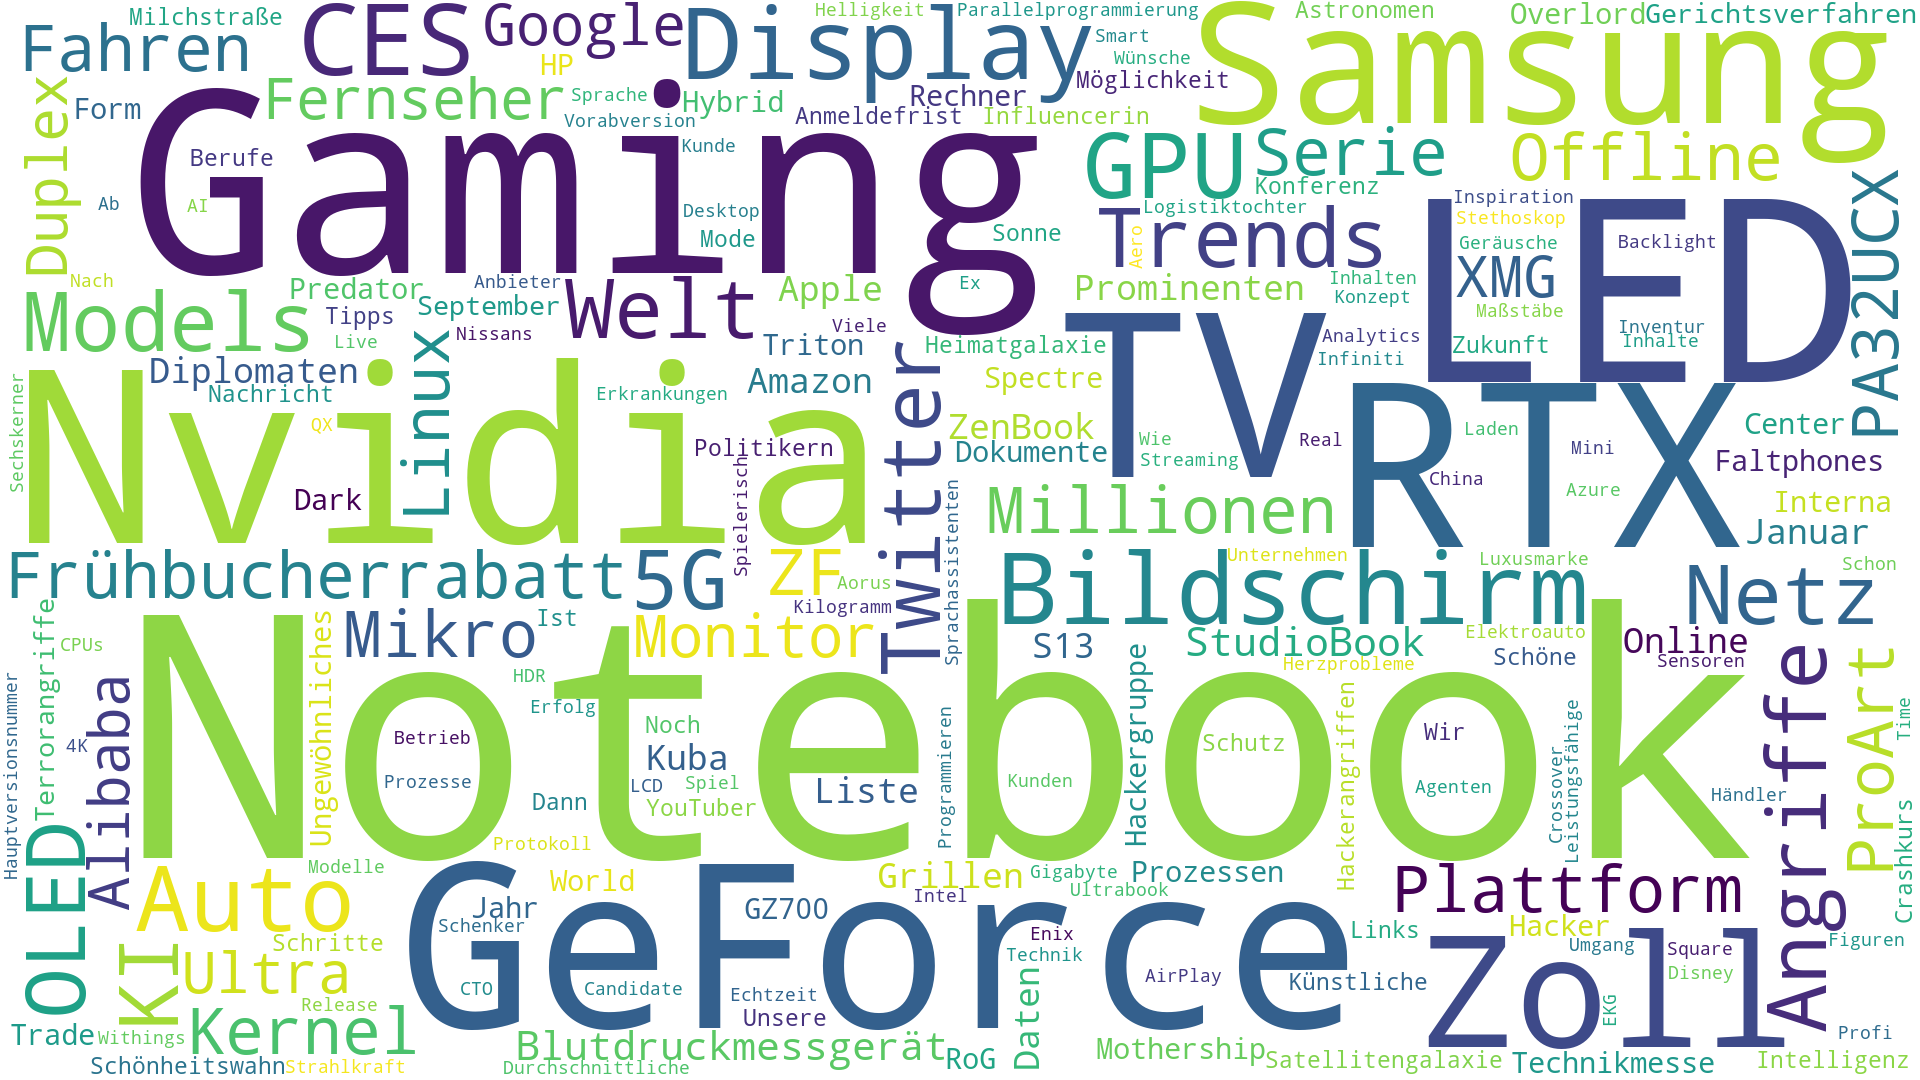 Milchstraße
Fahren
CES
Google
Display
Helligkeit
Parallelprogrammierung
Smart
Wünsche
Möglichkeit
Samsung
Astronomen
Overlord
Gerichtsverfahren
HP
Form
Fernseher
Sprache
Hybrid
Vorabversion
Rechner
Anmeldefrist
Influencerin
Duplex
Gaming
Berufe
Kunde
GPU
Serie
Offline
Konferenz
Ab
AI
Desktop
Mode
Sonne
Trends
Logistiktochter
Aero
LED
Inspiration
Stethoskop
Geräusche
Backlight
XMG
PA32UCX
Nach
Models
Predator
Tipps
Live
September
Anbieter
Nissans
Welt
Apple
Viele
Ex
Prominenten
Inhalten
Konzept
Maßstäbe
Inventur
Inhalte
Diplomaten
Nachricht
Linux
Triton
Amazon
Twitter
Heimatgalaxie
Spectre
TV
Analytics
Infiniti
Zukunft
Sechskerner
Nvidia
QX
Erkrankungen
Politikern
Dark
Spielerisch
ZenBook
Dokumente
Wie
Streaming
Real
RTX
Laden
China
Mini
Azure
Center
Faltphones
Interna
Januar
Sprachassistenten
Millionen
Frühbucherrabatt
5G
ZF
Aorus
Kilogramm
Bildschirm
Unternehmen
Luxusmarke
Netz
Schon
Terrorangriffe
CPUs
Hauptversionsnummer
4K
Alibaba
Notebook
Ungewöhnliches
Mikro
Ist
Monitor
HDR
Erfolg
S13
StudioBook
Herzprobleme
Elektroauto
Schöne
Online
Sensoren
Angriffe
ProArt
Time
Betrieb
Prozesse
Noch
Kuba
LCD
Spiel
YouTuber
Dann
Protokoll
Liste
Programmieren
Kunden
Hackergruppe
Schutz
Hackerangriffen
Wir
Agenten
Crossover
Leistungsfähige
Händler
Crashkurs
OLED
Auto
Modelle
KI
Ultra
Schritte
Release
GeForce
Jahr
Schenker
CTO
World
Candidate
GZ700
Echtzeit
Unsere
Grillen
Intel
Gigabyte
Ultrabook
Prozessen
Enix
Technik
AirPlay
Künstliche
Links
Plattform
Hacker
Umgang
Square
Disney
Zoll
EKG
Figuren
Profi
Trade
Withings
Kernel
Schönheitswahn
Strahlkraft
Blutdruckmessgerät
Durchschnittliche
RoG
Daten
Mothership
Satellitengalaxie
Technikmesse
Intelligenz